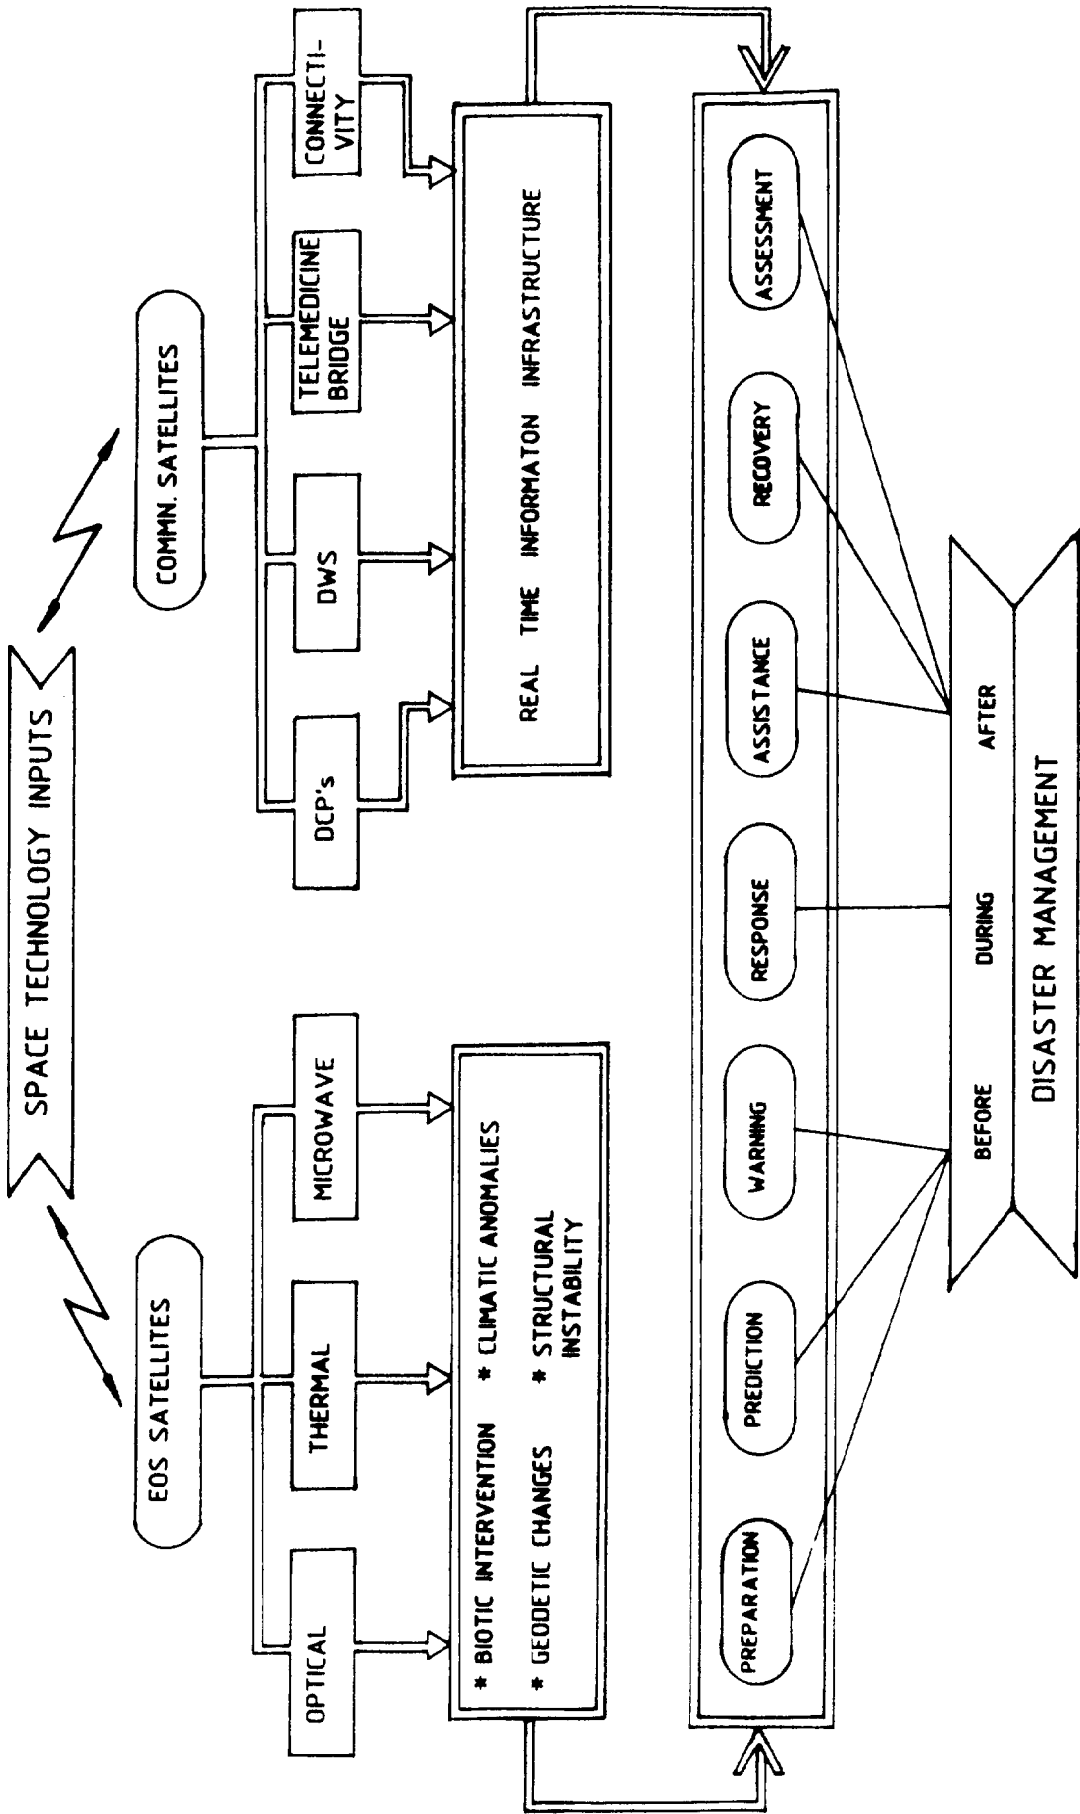 SPACE TECHNOLOGY INPUTS
EOS SATELLITES
COMMN. SATELLITES
OPTICAL
THERMAL
MICROWAVE
DCP's
DWS
TELEMEDICINE
BRIDGE
CONNECTI-
VITY
* BIOTIC INTERVENTION
* CLIMATIC ANOMALIES
* GEODETIC CHANGES
* STRUCTURAL
INSTABILITY
REAL TIME INFORMATON INFRASTRUCTURE
PREPARATION
PREDICTION
WARNING
RESPONSE
ASSISTANCE
RECOVERY
ASSESSMENT
BEFORE
DURING
AFTER
DISASTER MANAGEMENT